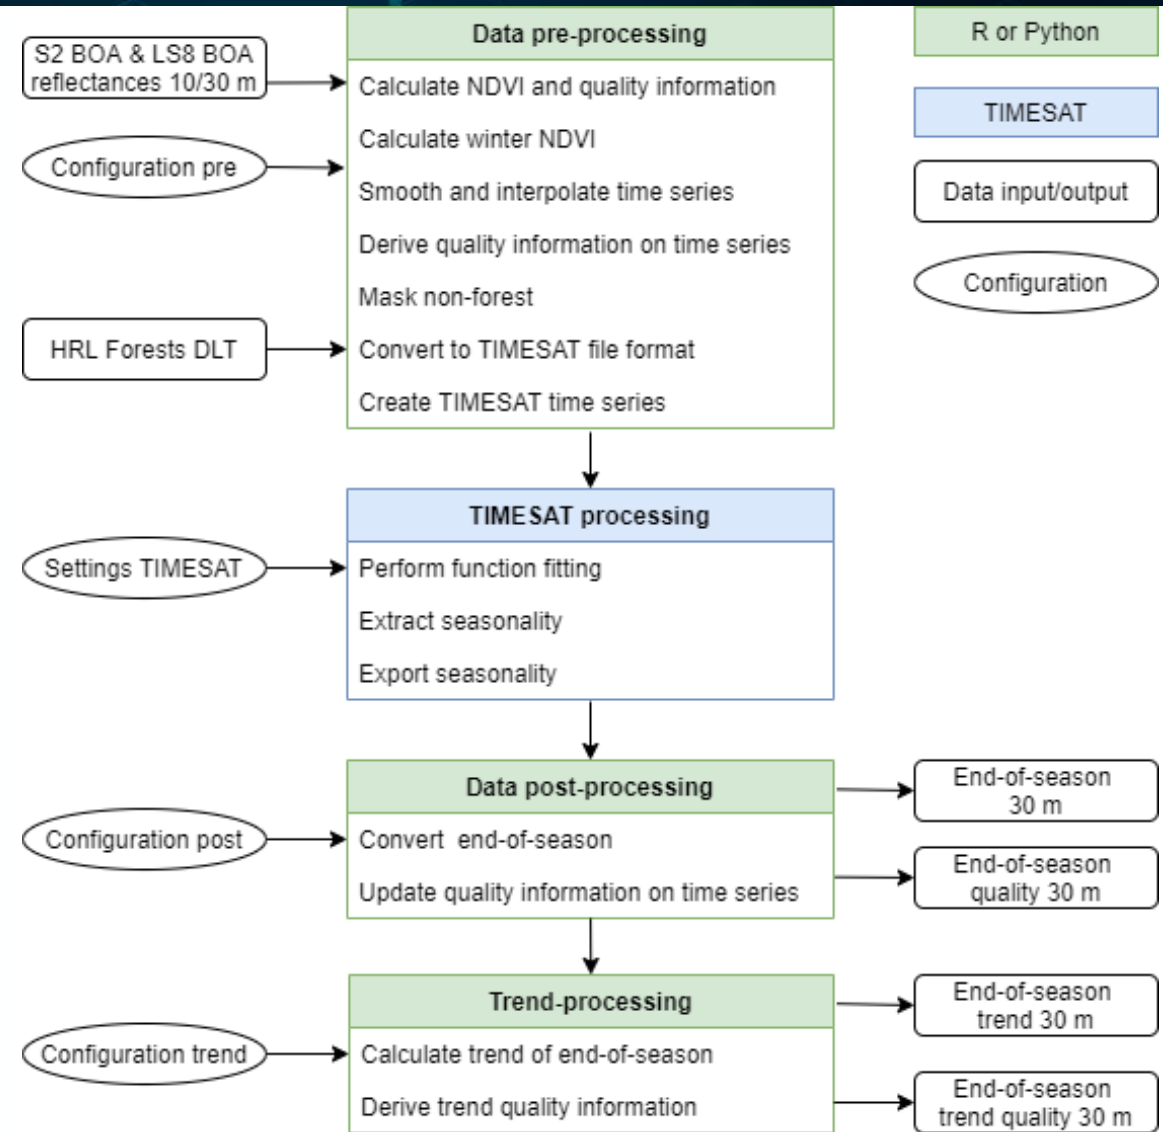 Data pre-processing
S2 BOA & LS8 BOA
reflectances 10/30 m
Configuration pre
HRL Forests DLT
Calculate NDVI and quality information
Calculate winter NDVI
Smooth and interpolate time series
Derive quality information on time series
Mask non-forest
Convert to TIMESAT file format
Create TIMESAT time series
R or Python
TIMESAT
Data input/output
Configuration
TIMESAT processing
Settings TIMESAT
Perform function fitting
Extract seasonality
Export seasonality
Data post-processing
Configuration post
Convert end-of-season
Update quality information on time series
End-of-season
30 m
End-of-season
quality 30 m
Trend-processing
Configuration trend
Calculate trend of end-of-season
Derive trend quality information
End-of-season
trend 30 m
End-of-season
trend quality 30 m